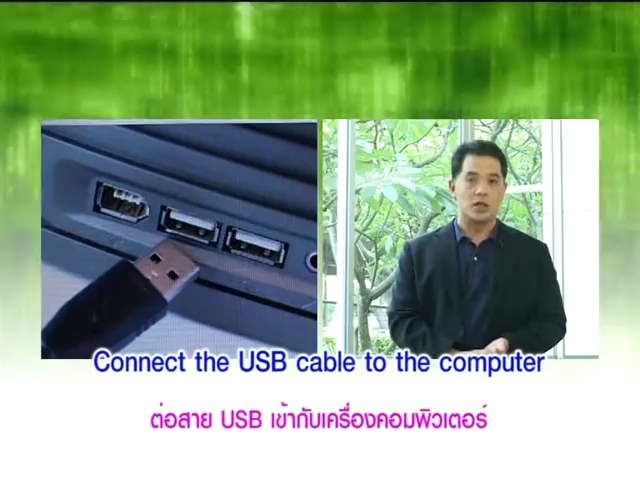 Connect the USB cable to the computer
ต่อสาย USB เข้ากับเครื่องคอมพิวเตอร์